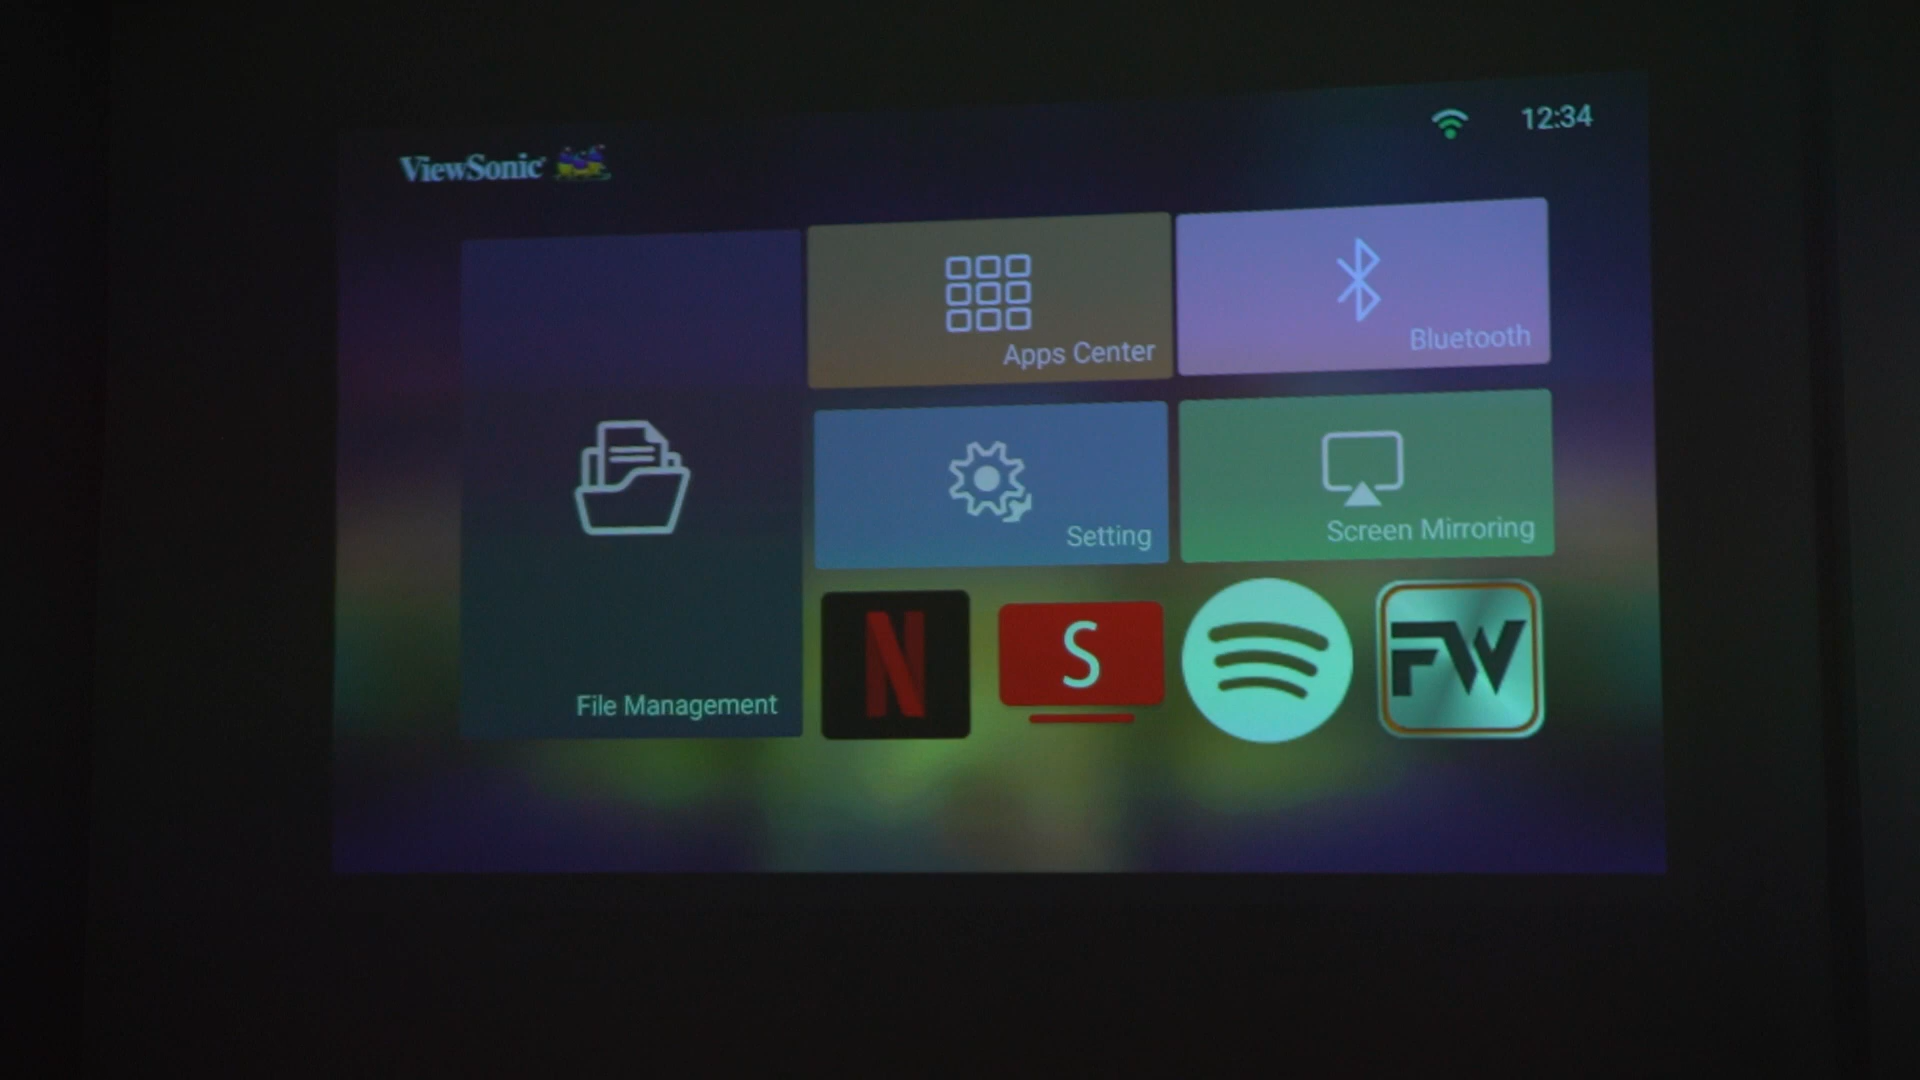 ViewSonic
12:34
Apps Center
Bluetooth
Setting
Screen Mirroring
File Management
N
S
FW